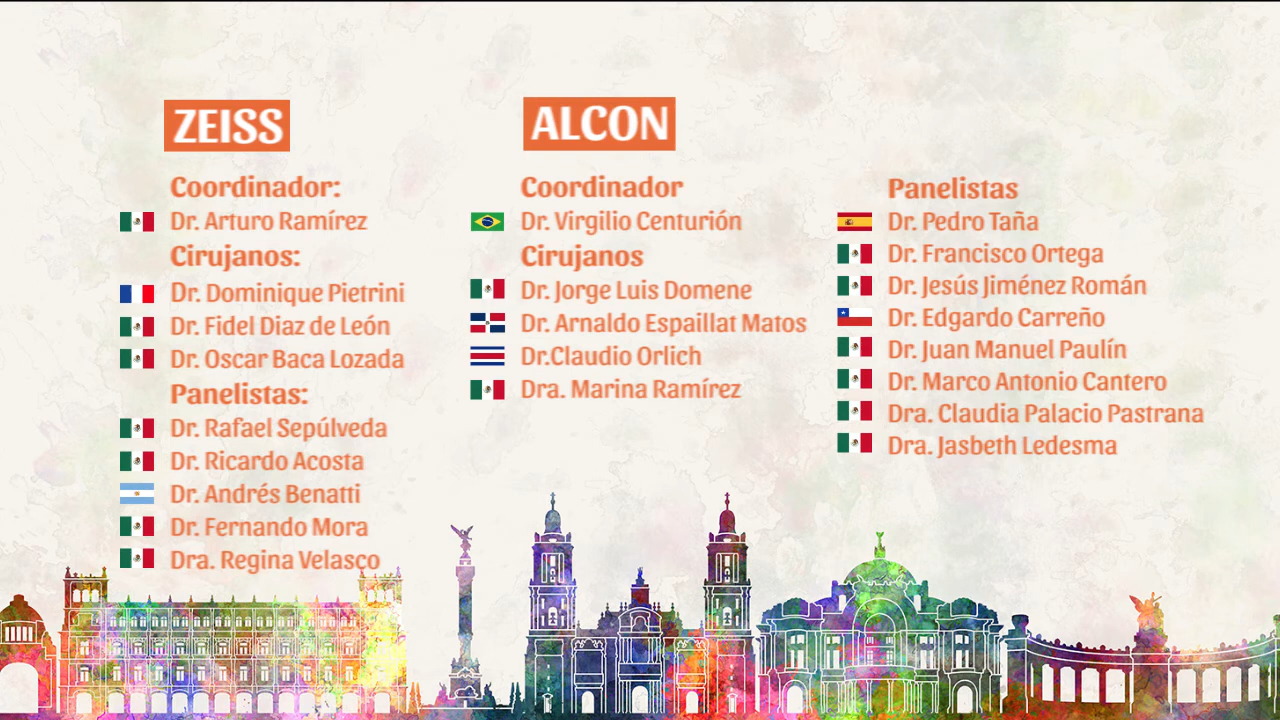 ZEISS
Coordinador:
Dr. Arturo Ramírez
Cirujanos:
Dr. Dominique Pietrini
Dr. Fidel Diaz de León
Dr. Oscar Baca Lozada
Panelistas:
Dr. Rafael Sepúlveda
Dr. Ricardo Acosta
Dr. Andrés Benatti
Dr. Fernando Mora
Dra. Regina Velasco
ALCON
Coordinador
Dr. Virgilio Centurión
Cirujanos
Dr. Jorge Luis Domene
Dr. Arnaldo Espaillat Matos
Dr.Claudio Orlich
Dra. Marina Ramírez
Panelistas
Dr. Pedro Taña
Dr. Francisco Ortega
Dr. Jesús Jiménez Román
Dr. Edgardo Carreño
Dr. Juan Manuel Paulín
Dr. Marco Antonio Cantero
Dra. Claudia Palacio Pastrana
Dra. Jasbeth Ledesma